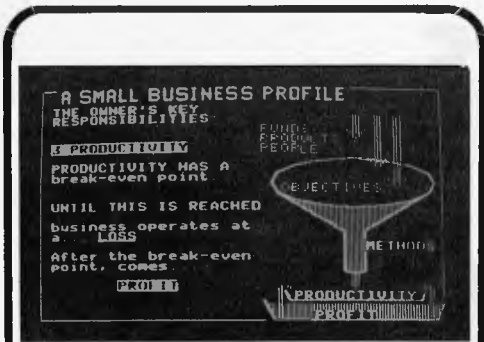 A SMALL BUSINESS PROFILE
THE OWNER'S KEY
RESPONSIBILITIES
3 PRODUCTIVITY
PRODUCTIVITY HAS A
break-even point.
UNTIL THIS IS REACHED
business operates at
a... LOSS
After the break-even
point, comes...
PROFIT
FUNDS
PRODUCT
PEOPLE
OBJECTIVES
METHODS
PRODUCTIVITY
PROFIT